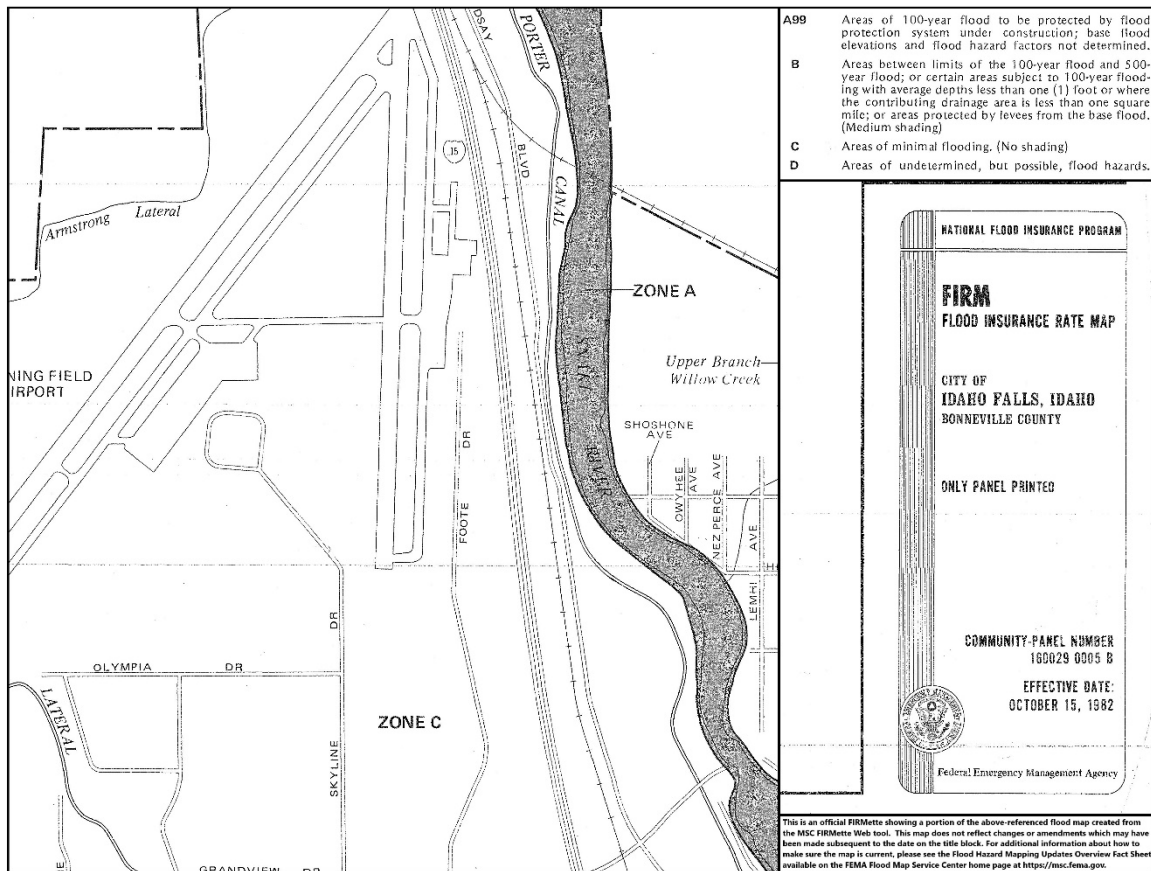 DSAY
PORTER
CANAL
15
BLVD
Armstrong Lateral
ZONE A
SNAKE RIVER
Upper Branch
Willow Creek
NING FIELD
IRPORT
SHOSHONE
AVE
OWYHEE
AVE
NEZ PERCE AVE
LEMHI AVE
FOOTE DR
OLYMPIA DR
LATERAL
ZONE C
SKYLINE DR
GRANDVIEW DR
A99 Areas of 100-year flood to be protected by flood
protection system under construction; base flood
elevations and flood hazard factors not determined.
B Areas between limits of the 100-year flood and 500-
year flood; or certain areas subject to 100-year flood-
ing with average depths less than one (1) foot or where
the contributing drainage area is less than one square
mile; or areas protected by levees from the base flood.
(Medium shading)
C Areas of minimal flooding. (No shading)
D Areas of undetermined, but possible, flood hazards.
NATIONAL FLOOD INSURANCE PROGRAM
FIRM
FLOOD INSURANCE RATE MAP
CITY OF
IDAHO FALLS, IDAHO
BONNEVILLE COUNTY
ONLY PANEL PRINTED
COMMUNITY-PANEL NUMBER
160029 0005 B
EFFECTIVE DATE:
OCTOBER 15, 1982
Federal Emergency Management Agency
This is an official FIRMette showing a portion of the above-referenced flood map created from
the MSC FIRMette Web tool. This map does not reflect changes or amendments which may have
been made subsequent to the date on the title block. For additional information about how to
make sure the map is current, please see the Flood Hazard Mapping Updates Overview Fact Sheet
available on the FEMA Flood Map Service Center home page at https://msc.fema.gov.